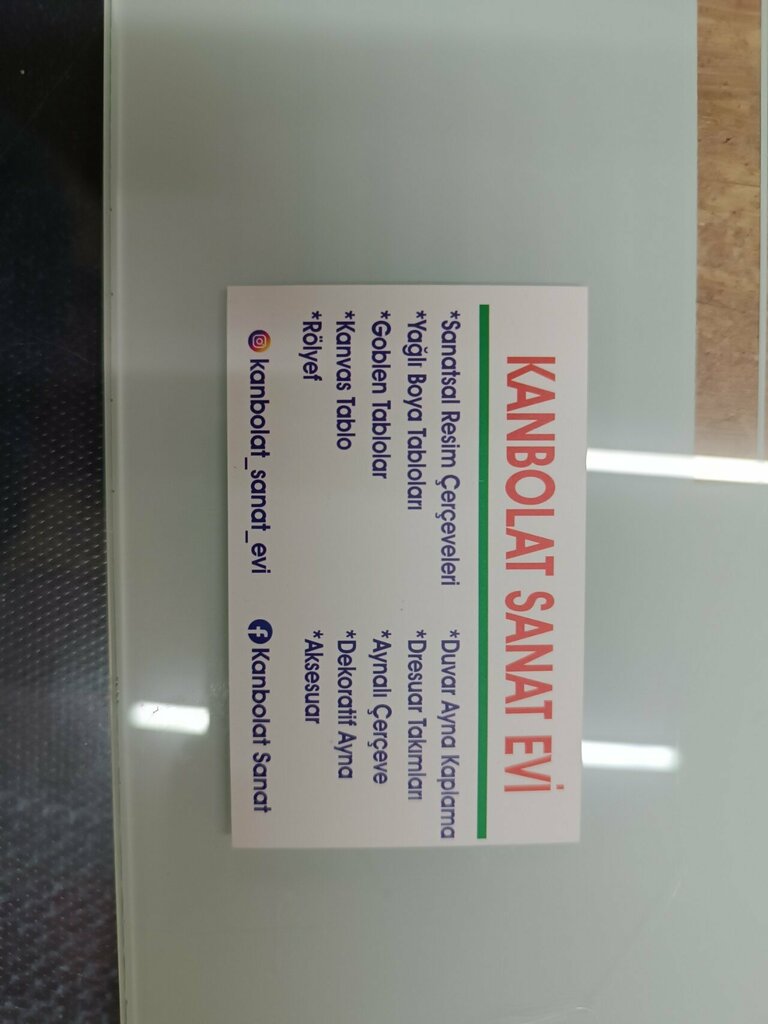 KANBOLAT SANAT EVİ
*Sanatsal Resim Çerçeveleri
*Yağlı Boya Tabloları
*Goblen Tablolar
*Kanvas Tablo
*Rölyef
*Duvar Ayna Kaplama
*Dresuar Takımları
*Aynalı Çerçeve
*Dekoratif Ayna
*Aksesuar
kanbolat_sanat_evi
Kanbolat Sanat